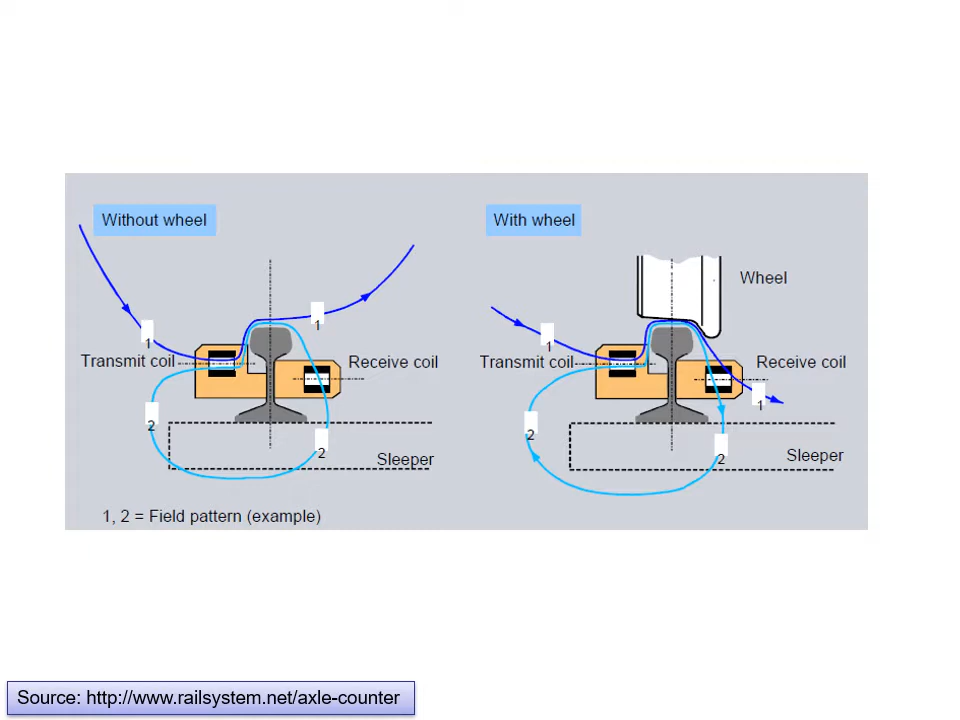 Without wheel
With wheel
Wheel
1
1
1
Transmit coil
Receive coil
Transmit coil
Receive coil
1
2
2
2
2
Sleeper
Sleeper
1, 2 = Field pattern (example)
Source: http://www.railsystem.net/axle-counter